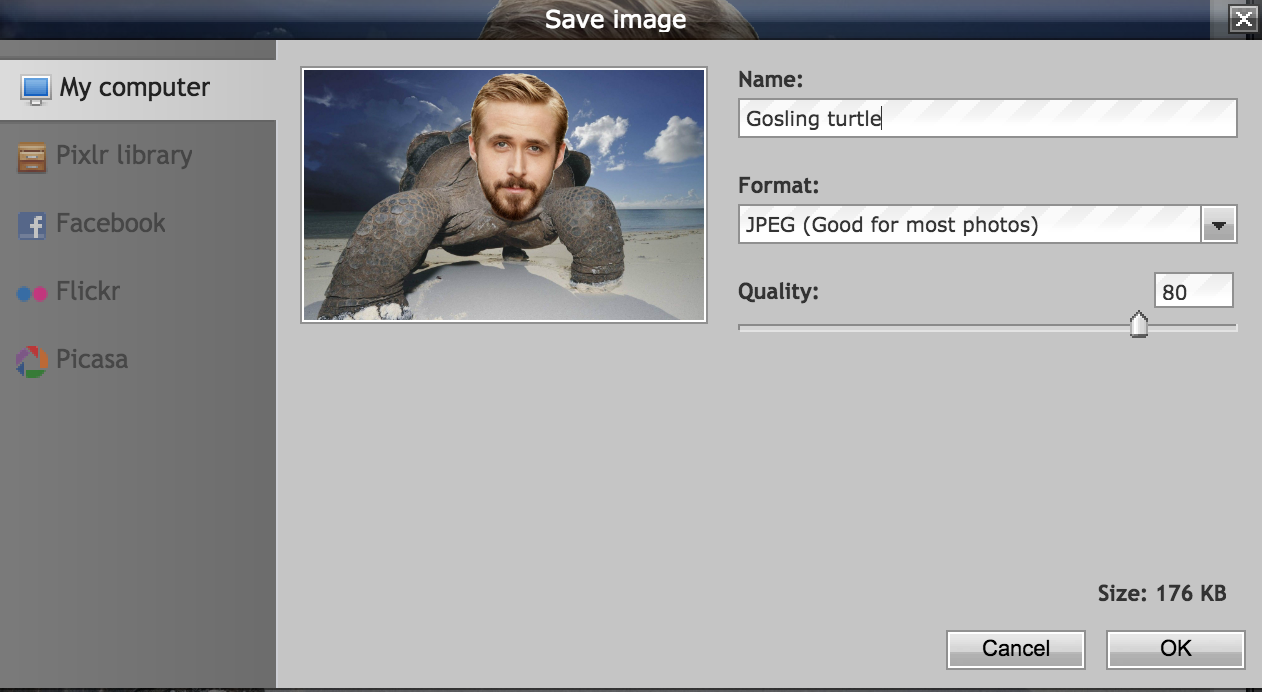 Save image
My computer
Pixlr library
Facebook
Flickr
Picasa
Name:
Gosling turtle
Format:
JPEG (Good for most photos)
Quality:
80
Size: 176 KB
Cancel
OK